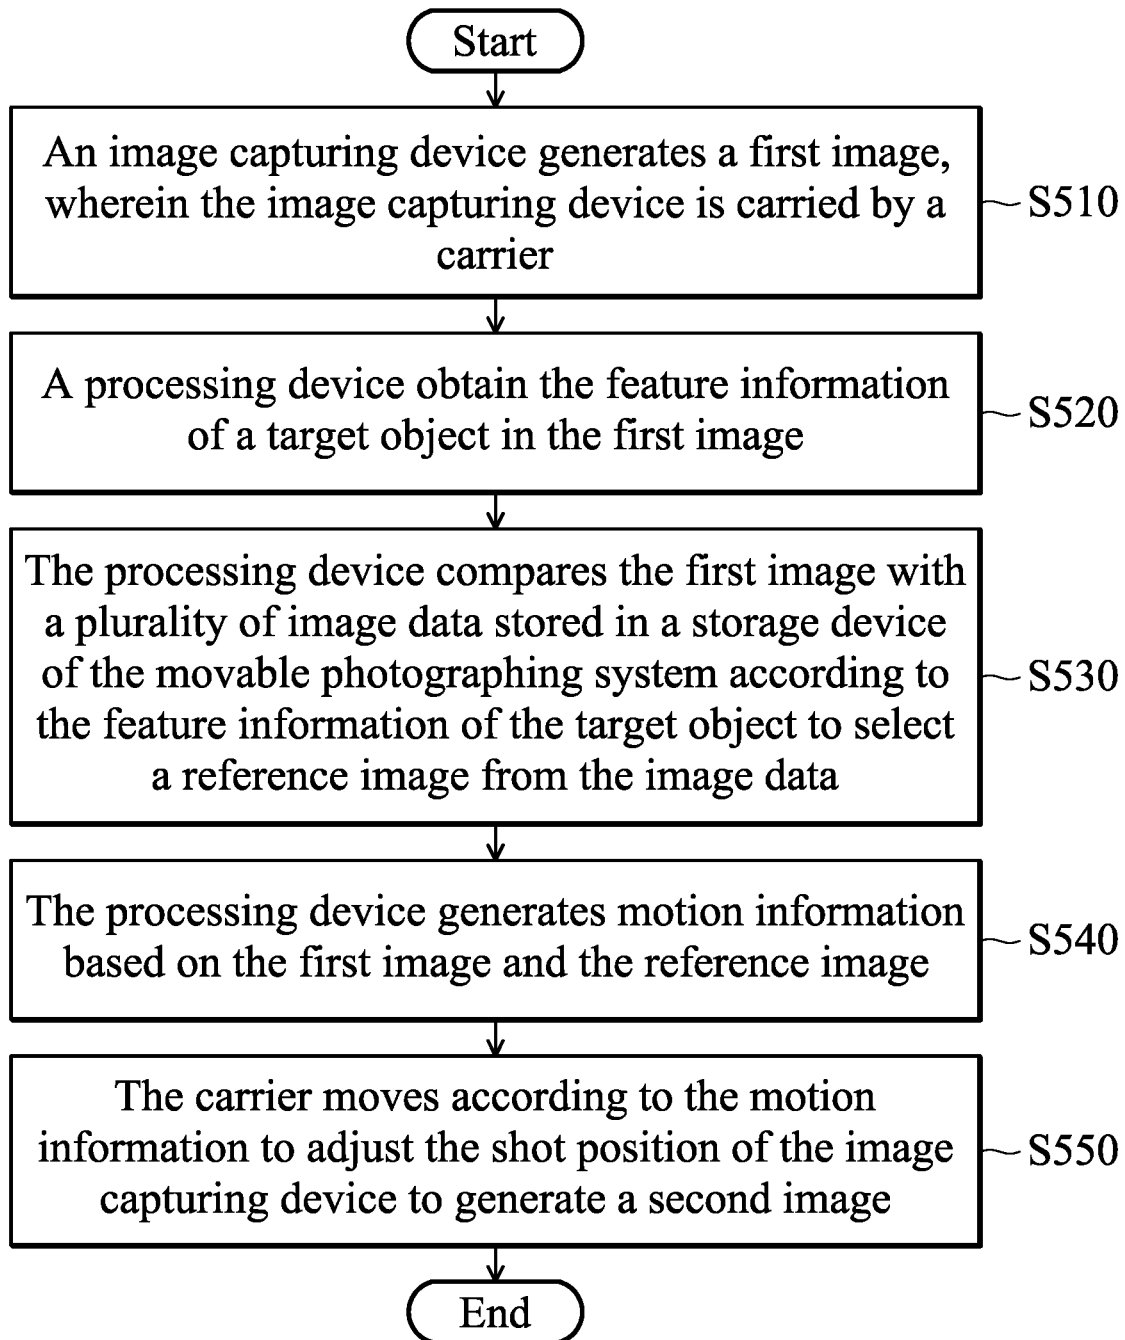 Start
An image capturing device generates a first image,
wherein the image capturing device is carried by a
carrier
S510
A processing device obtain the feature information
of a target object in the first image
S520
The processing device compares the first image with
a plurality of image data stored in a storage device
of the movable photographing system according to
the feature information of the target object to select
a reference image from the image data
S530
The processing device generates motion information
based on the first image and the reference image
S540
The carrier moves according to the motion
information to adjust the shot position of the image
capturing device to generate a second image
S550
End